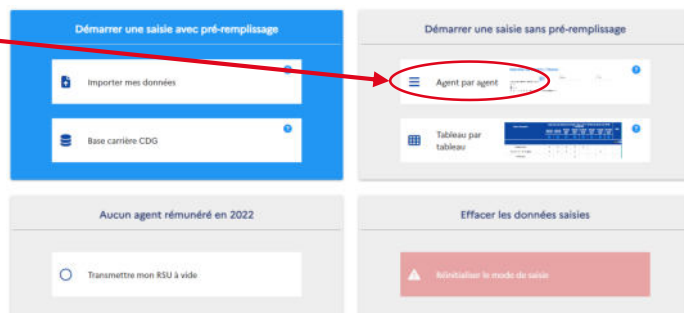 Démarrer une saisie avec pré-remplissage
Importer mes données
?
Base carrière CDG
?
Démarrer une saisie sans pré-remplissage
Agent par agent
?
Tableau par
tableau
?
Aucun agent rémunéré en 2022
Transmettre mon RSU à vide
Effacer les données saisies
Réinitialiser le mode de saisie